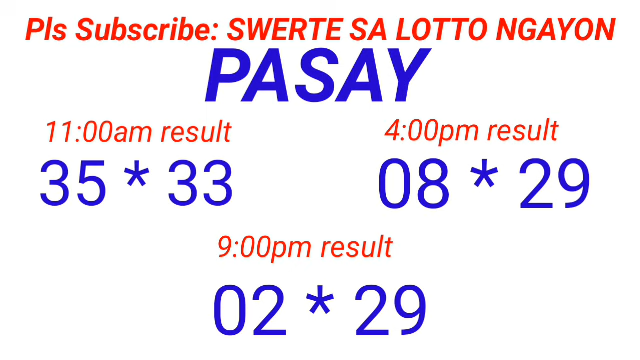 Pls Subscribe: SWERTE SA LOTTO NGAYON
PASAY
11:00am result
35 * 33
4:00pm result
08 * 29
9:00pm result
02 * 29